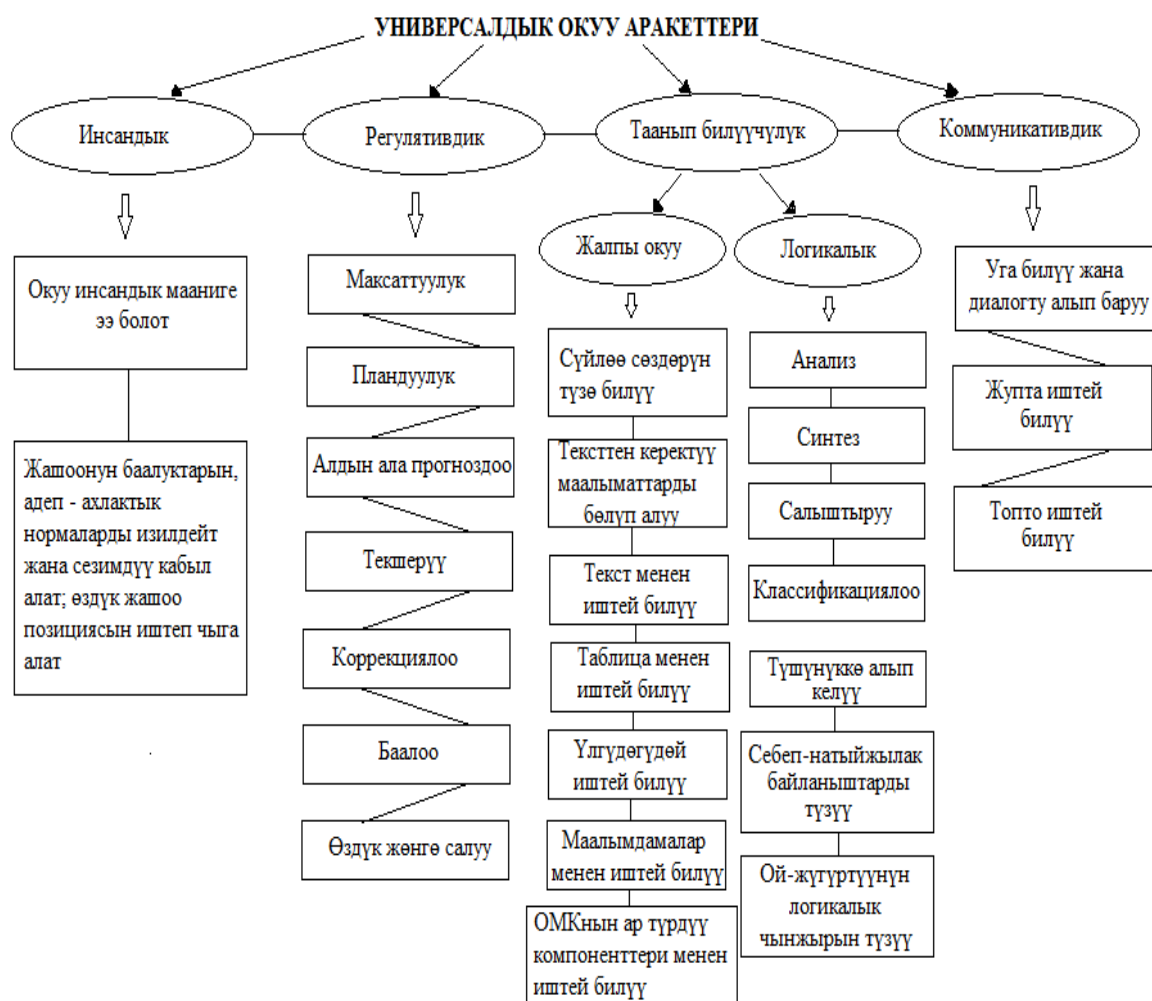 УНИВЕРСАЛДЫК ОКУУ АРАКЕТТЕРИ
Инсандык
Регулятивдик
Таанып билүүчүлүк
Коммуникативдик
Окуу инсандык мааниге
ээ болот
Жашоонун баалуктарын,
адеп - ахлактык
нормаларды изилдейт
жана сезимдүү кабыл
алат; өздүк жашоо
позициясын иштеп чыга
алат
Максаттуулук
Пландуулук
Алдын ала прогноздоо
Текшерүү
Коррекциялоо
Баалоо
Өздүк жөнгө салуу
Жалпы окуу
Сүйлөө сөздөрүн
түзө билүү
Тексттен керектүү
маалыматтарды
бөлүп алуу
Текст менен
иштей билүү
Таблица менен
иштей билүү
Үлгүдөгүдөй
иштей билүү
Маалымдамалар
менен иштей билүү
ОМКнын ар түрдүү
компоненттери менен
иштей билүү
Логикалык
Анализ
Синтез
Салыштыруу
Классификациялоо
Түшүнүккө алып
келүү
Себеп-натыйжылак
байланыштарды
түзүү
Ой-жүгүртүүнүн
логикалык
чынжырын түзүү
Уга билүү жана
диалогту алып баруу
Жупта иштей
билүү
Топто иштей
билүү